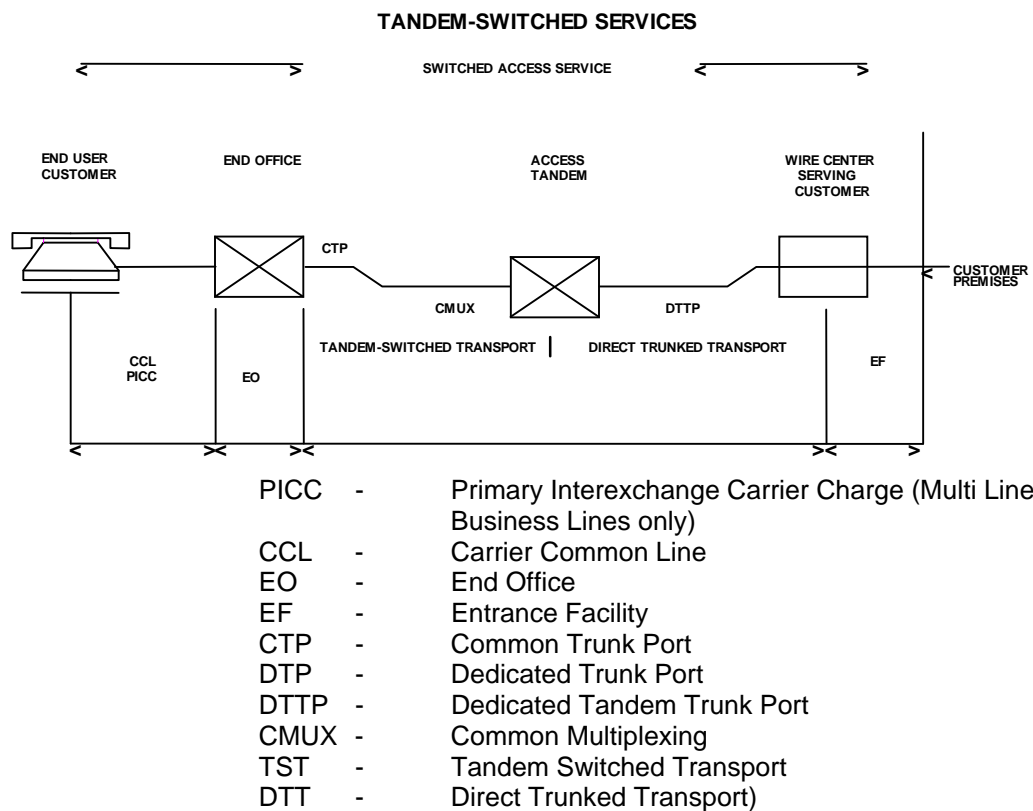 TANDEM-SWITCHED SERVICES
SWITCHED ACCESS SERVICE
END USER
CUSTOMER
END OFFICE
ACCESS
TANDEM
WIRE CENTER
SERVING
CUSTOMER
CTP
CUSTOMER
PREMISES
CMUX
DTTP
TANDEM-SWITCHED TRANSPORT
DIRECT TRUNKED TRANSPORT
CCL
PICC
EO
EF
PICC - Primary Interexchange Carrier Charge (Multi Line
Business Lines only)
CCL - Carrier Common Line
EO - End Office
EF - Entrance Facility
CTP - Common Trunk Port
DTP - Dedicated Trunk Port
DTTP - Dedicated Tandem Trunk Port
CMUX - Common Multiplexing
TST - Tandem Switched Transport
DTT - Direct Trunked Transport)